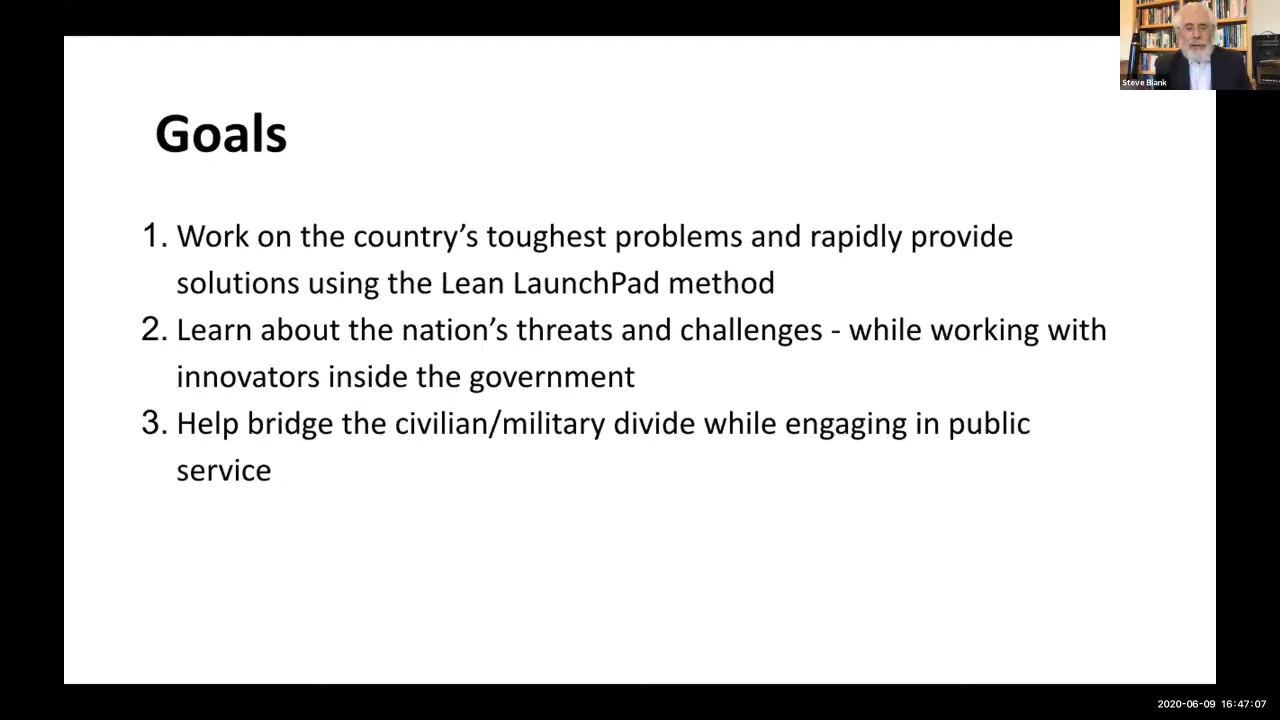 Steve Blank
Goals
1. Work on the country's toughest problems and rapidly provide
solutions using the Lean LaunchPad method
2. Learn about the nation's threats and challenges - while working with
innovators inside the government
3. Help bridge the civilian/military divide while engaging in public
service
2020-06-09 16:47:07